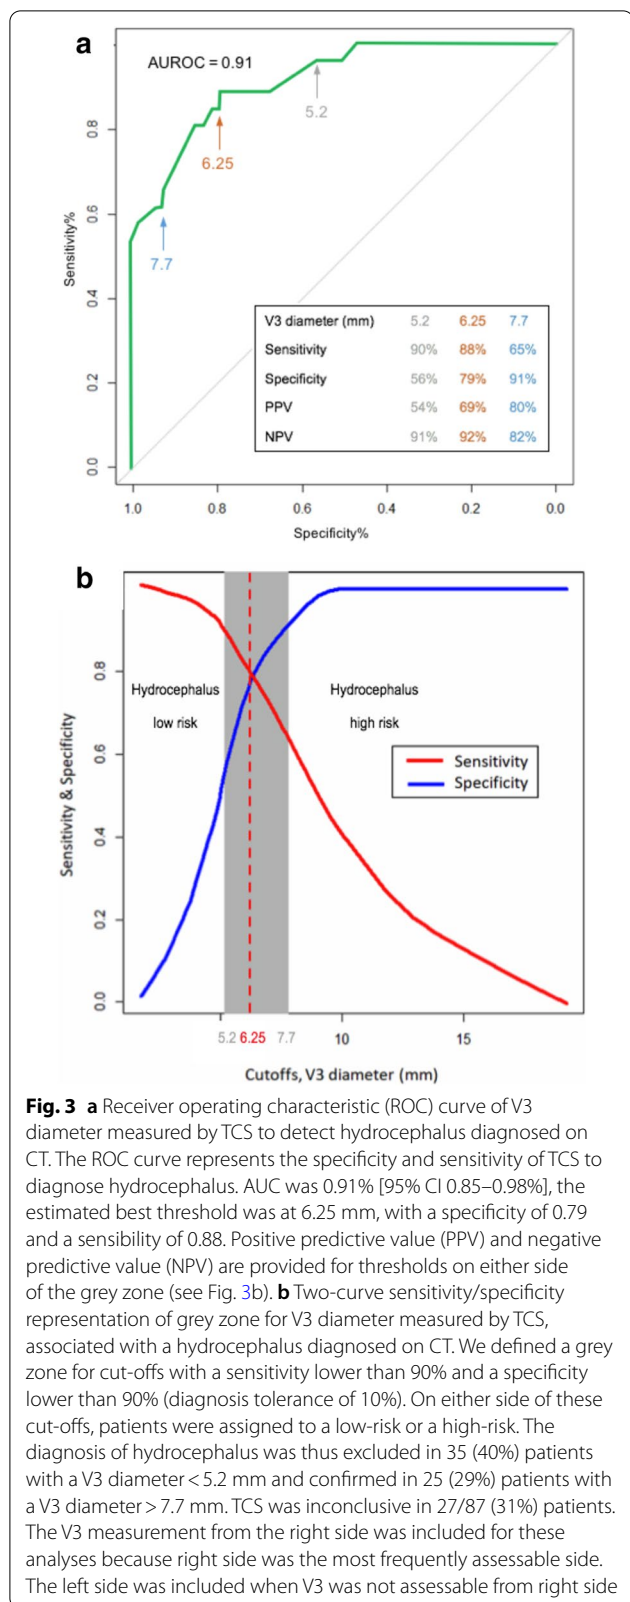 a
AUROC = 0.91
5.2
6.25
7.7
Sensitivity%
0.0 0.2 0.4 0.6 0.8
V3 diameter (mm) 5.2 6.25 7.7
Sensitivity 90% 88% 65%
Specificity 56% 79% 91%
PPV 54% 69% 80%
NPV 91% 92% 82%
1.0 0.8 0.6 0.4 0.2 0.0
Specificity%
b
Hydrocephalus
low risk
Hydrocephalus
high risk
Sensitivity
Specificity
Sensitivity & Specificity
0.0 0.2 0.4 0.6 0.8
5.2 6.25 7.7 10 15
Cutoffs, V3 diameter (mm)
Fig. 3 a Receiver operating characteristic (ROC) curve of V3
diameter measured by TCS to detect hydrocephalus diagnosed on
CT. The ROC curve represents the specificity and sensitivity of TCS to
diagnose hydrocephalus. AUC was 0.91% [95% CI 0.85–0.98%], the
estimated best threshold was at 6.25 mm, with a specificity of 0.79
and a sensibility of 0.88. Positive predictive value (PPV) and negative
predictive value (NPV) are provided for thresholds on either side
of the grey zone (see Fig. 3b). b Two-curve sensitivity/specificity
representation of grey zone for V3 diameter measured by TCS,
associated with a hydrocephalus diagnosed on CT. We defined a grey
zone for cut-offs with a sensitivity lower than 90% and a specificity
lower than 90% (diagnosis tolerance of 10%). On either side of these
cut-offs, patients were assigned to a low-risk or a high-risk. The
diagnosis of hydrocephalus was thus excluded in 35 (40%) patients
with a V3 diameter < 5.2 mm and confirmed in 25 (29%) patients with
a V3 diameter > 7.7 mm. TCS was inconclusive in 27/87 (31%) patients.
The V3 measurement from the right side was included for these
analyses because right side was the most frequently assessable side.
The left side was included when V3 was not assessable from right side